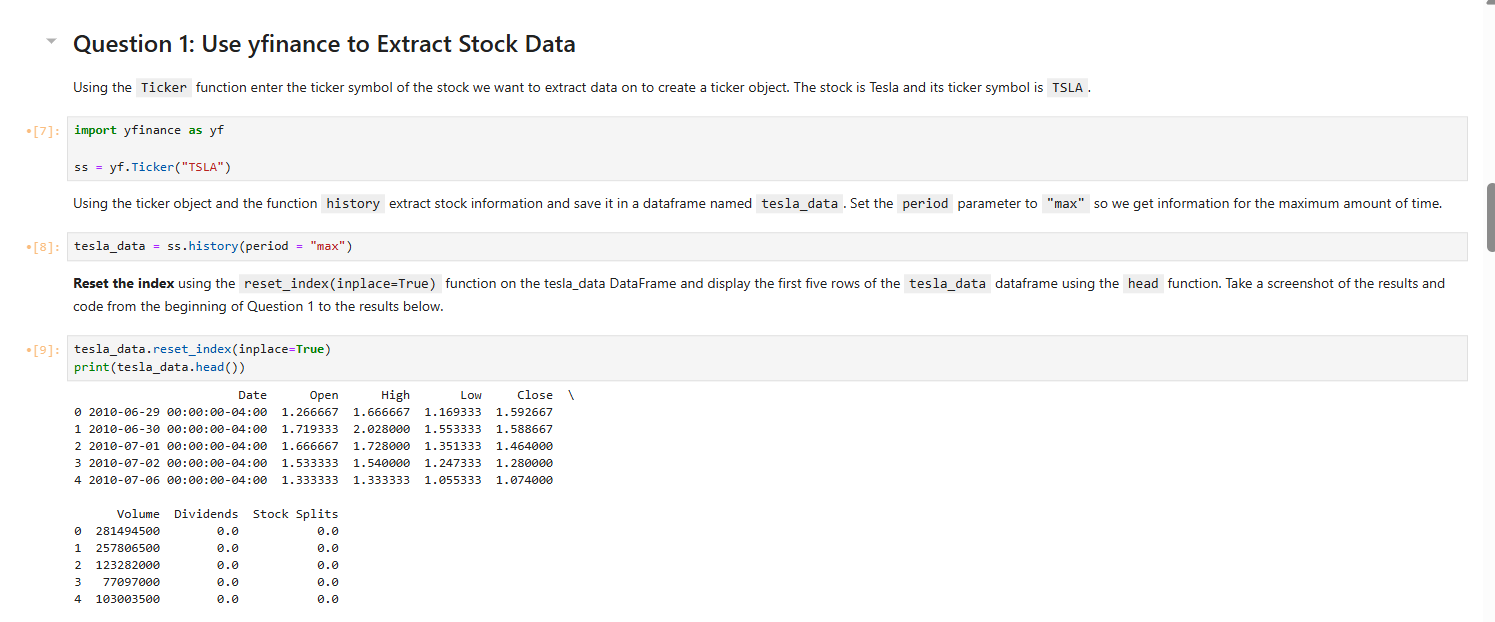 Question 1: Use yfinance to Extract Stock Data
Using the Ticker function enter the ticker symbol of the stock we want to extract data on to create a ticker object. The stock is Tesla and its ticker symbol is TSLA .
•[7]: import yfinance as yf
ss = yf.Ticker("TSLA")
Using the ticker object and the function history extract stock information and save it in a dataframe named tesla_data . Set the period parameter to "max" so we get information for the maximum amount of time.
•[8]: tesla_data = ss.history(period = "max")
Reset the index using the reset_index(inplace=True) function on the tesla_data DataFrame and display the first five rows of the tesla_data dataframe using the head function. Take a screenshot of the results and
code from the beginning of Question 1 to the results below.
•[9]: tesla_data.reset_index(inplace=True)
print(tesla_data.head())
Date Open High Low Close \
0 2010-06-29 00:00:00-04:00 1.266667 1.666667 1.169333 1.592667
1 2010-06-30 00:00:00-04:00 1.719333 2.028000 1.553333 1.588667
2 2010-07-01 00:00:00-04:00 1.666667 1.728000 1.351333 1.464000
3 2010-07-02 00:00:00-04:00 1.533333 1.540000 1.247333 1.280000
4 2010-07-06 00:00:00-04:00 1.333333 1.333333 1.055333 1.074000
Volume Dividends Stock Splits
0 281494500 0.0 0.0
1 257806500 0.0 0.0
2 123282000 0.0 0.0
3 77097000 0.0 0.0
4 103003500 0.0 0.0